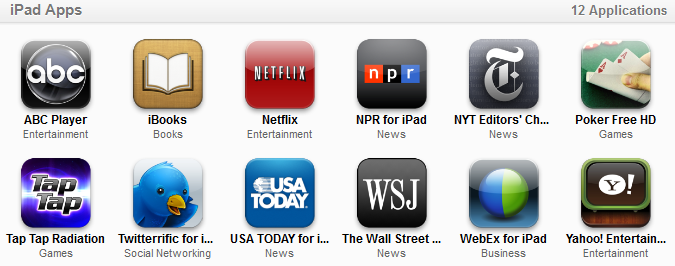 iPad Apps 12 Applications
abc NETFLIX npr T
ABC Player iBooks Netflix NPR for iPad NYT Editors' Ch... Poker Free HD
Entertainment Books Entertainment News News Games
Tap Tap USA TODAY WSJ Y!
Tap Tap Radiation Twitterrific for i... USA TODAY for i... The Wall Street ... WebEx for iPad Yahoo! Entertain...
Games Social Networking News News Business Entertainment